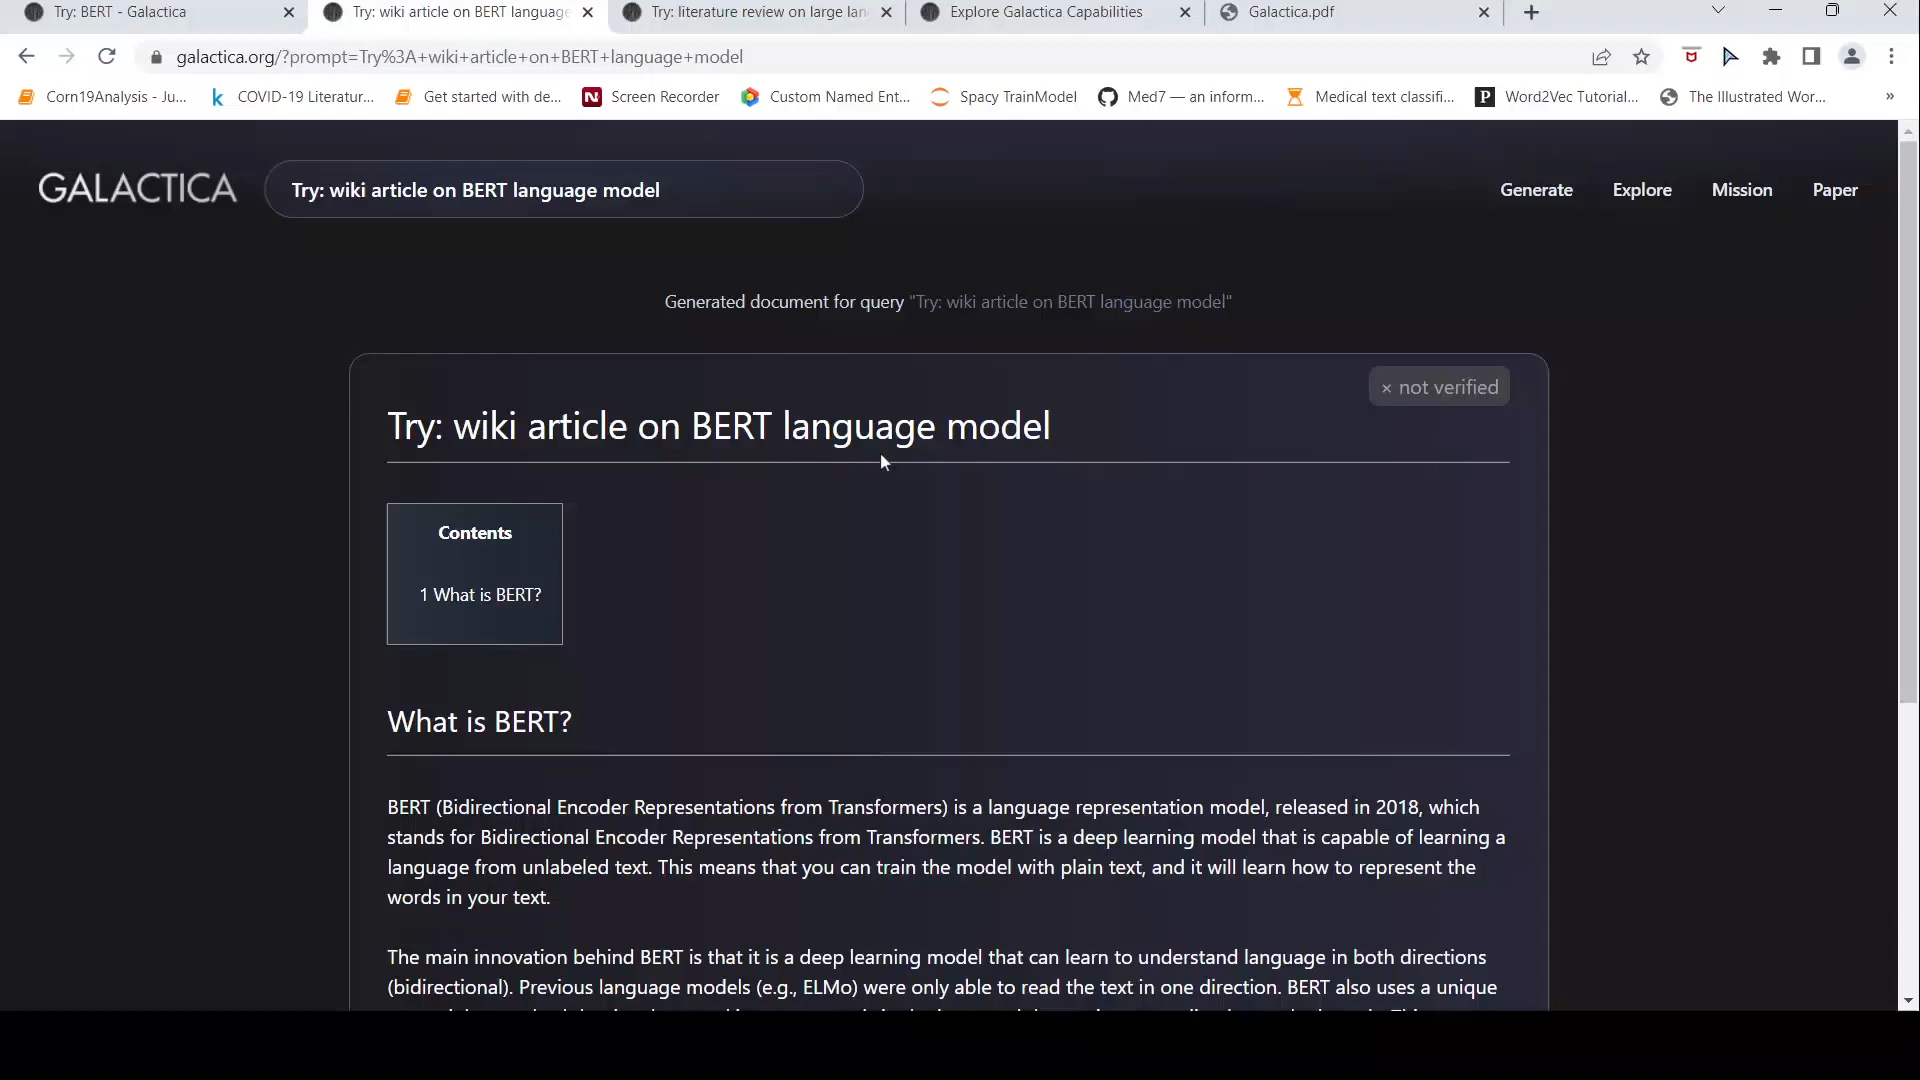 Try: BERT - Galactica
Try: wiki article on BERT language
Try: literature review on large lan
Explore Galactica Capabilities
Galactica.pdf
galactica.org/?prompt=Try%3A+wiki+article+on+BERT+language+model
Corn19Analysis - Ju...
COVID-19 Literatur...
Get started with de...
N
Screen Recorder
Custom Named Ent...
Spacy TrainModel
Med7 — an inform...
Medical text classifi...
P
Word2Vec Tutorial...
The Illustrated Wor...
»
GALACTICA
Try: wiki article on BERT language model
Generate
Explore
Mission
Paper
Generated document for query "Try: wiki article on BERT language model"
× not verified
Try: wiki article on BERT language model
Contents
1 What is BERT?
What is BERT?
BERT (Bidirectional Encoder Representations from Transformers) is a language representation model, released in 2018, which
stands for Bidirectional Encoder Representations from Transformers. BERT is a deep learning model that is capable of learning a
language from unlabeled text. This means that you can train the model with plain text, and it will learn how to represent the
words in your text.
The main innovation behind BERT is that it is a deep learning model that can learn to understand language in both directions
(bidirectional). Previous language models (e.g., ELMo) were only able to read the text in one direction. BERT also uses a unique